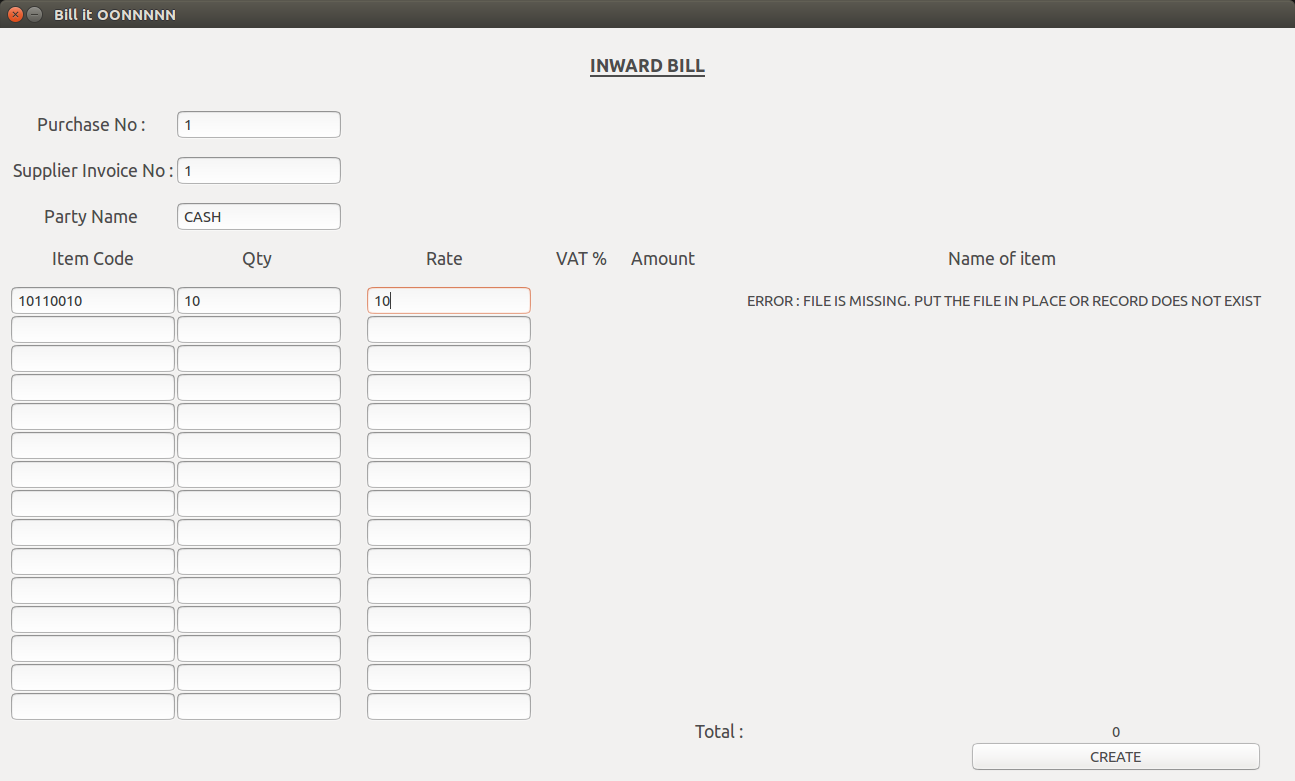 Bill it OONNNNN
INWARD BILL
Purchase No : 1
Supplier Invoice No : 1
Party Name CASH
Item Code Qty Rate VAT % Amount Name of item
10110010 10 10 ERROR : FILE IS MISSING. PUT THE FILE IN PLACE OR RECORD DOES NOT EXIST
Total : 0
CREATE